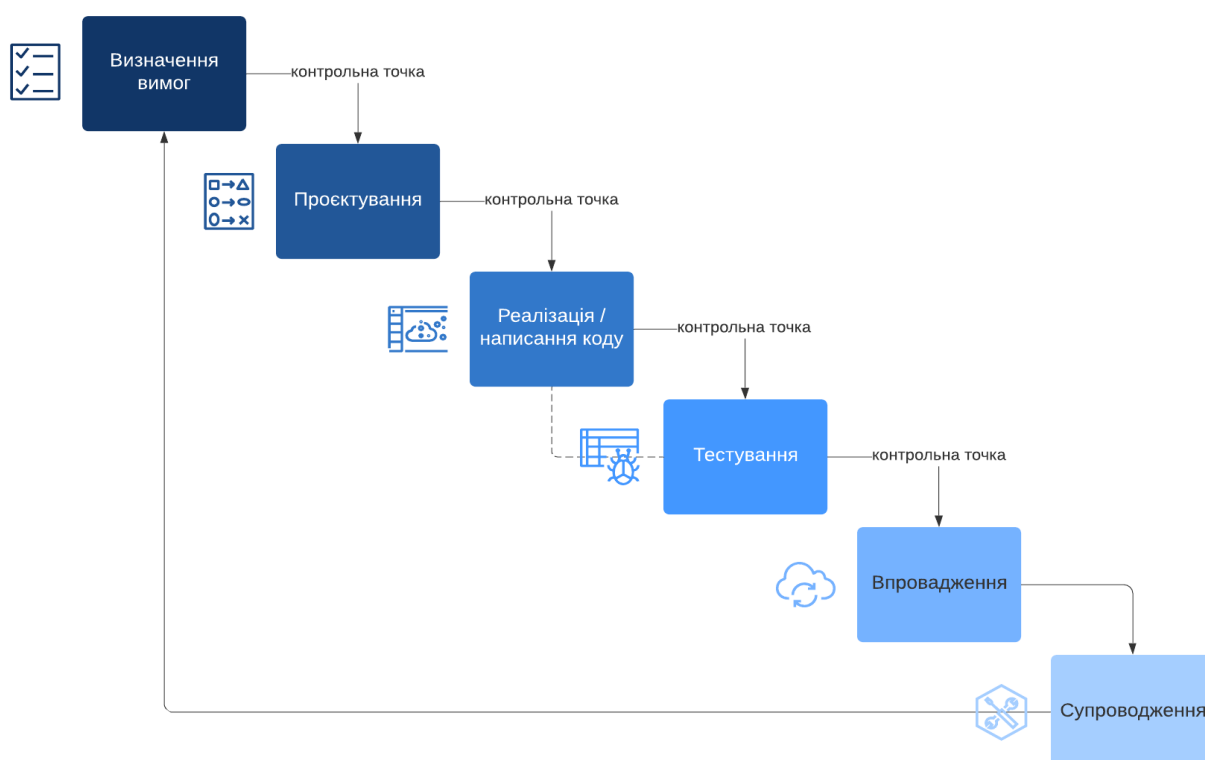 Визначення
вимог
контрольна точка
Проєктування
контрольна точка
Реалізація /
написання коду
контрольна точка
Тестування
контрольна точка
Впровадження
Супроводження